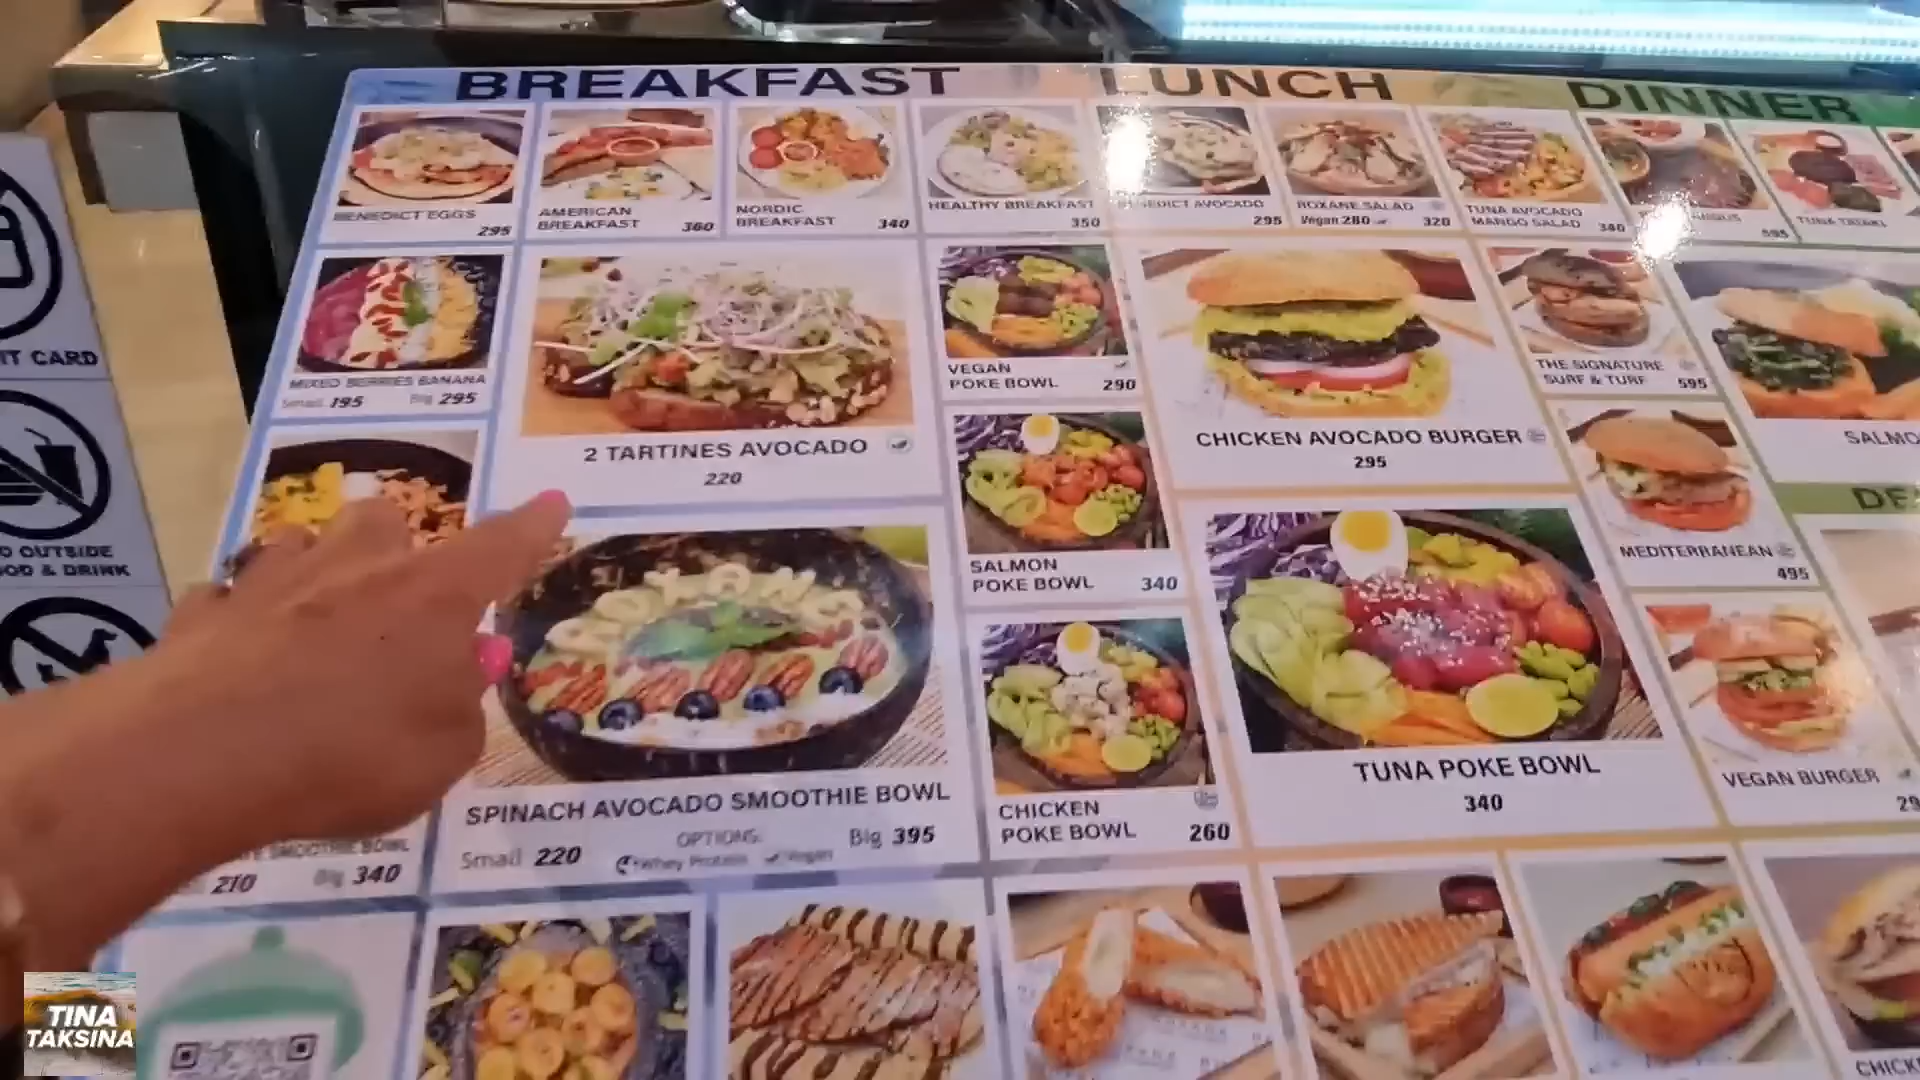 BREAKFAST
LUNCH
DINNER
BENEDICT EGGS
295
AMERICAN
BREAKFAST 360
NORDIC
BREAKFAST 340
HEALTHY BREAKFAST
350
AVOCADO
295
ROXANE SALAD
Vegan 280 320
TUNA AVOCADO
MANGO SALAD 340
595
TUNA TATAKI
MIXED BERRIES BANANA
Small 195 Big 295
2 TARTINES AVOCADO
220
VEGAN
POKE BOWL 290
CHICKEN AVOCADO BURGER
295
THE SIGNATURE
SURF & TURF 595
SALMO
SALMON
POKE BOWL 340
MEDITERRANEAN
495
DE
SPINACH AVOCADO SMOOTHIE BOWL
OPTIONS:
Small 220 Whey Protein Vegan Big 395
CHICKEN
POKE BOWL 260
TUNA POKE BOWL
340
VEGAN BURGER
29
SMOOTHIE BOWL
210 Big 340
CHICK
IT CARD
O OUTSIDE
OOD & DRINK
TINA
TAKSINA